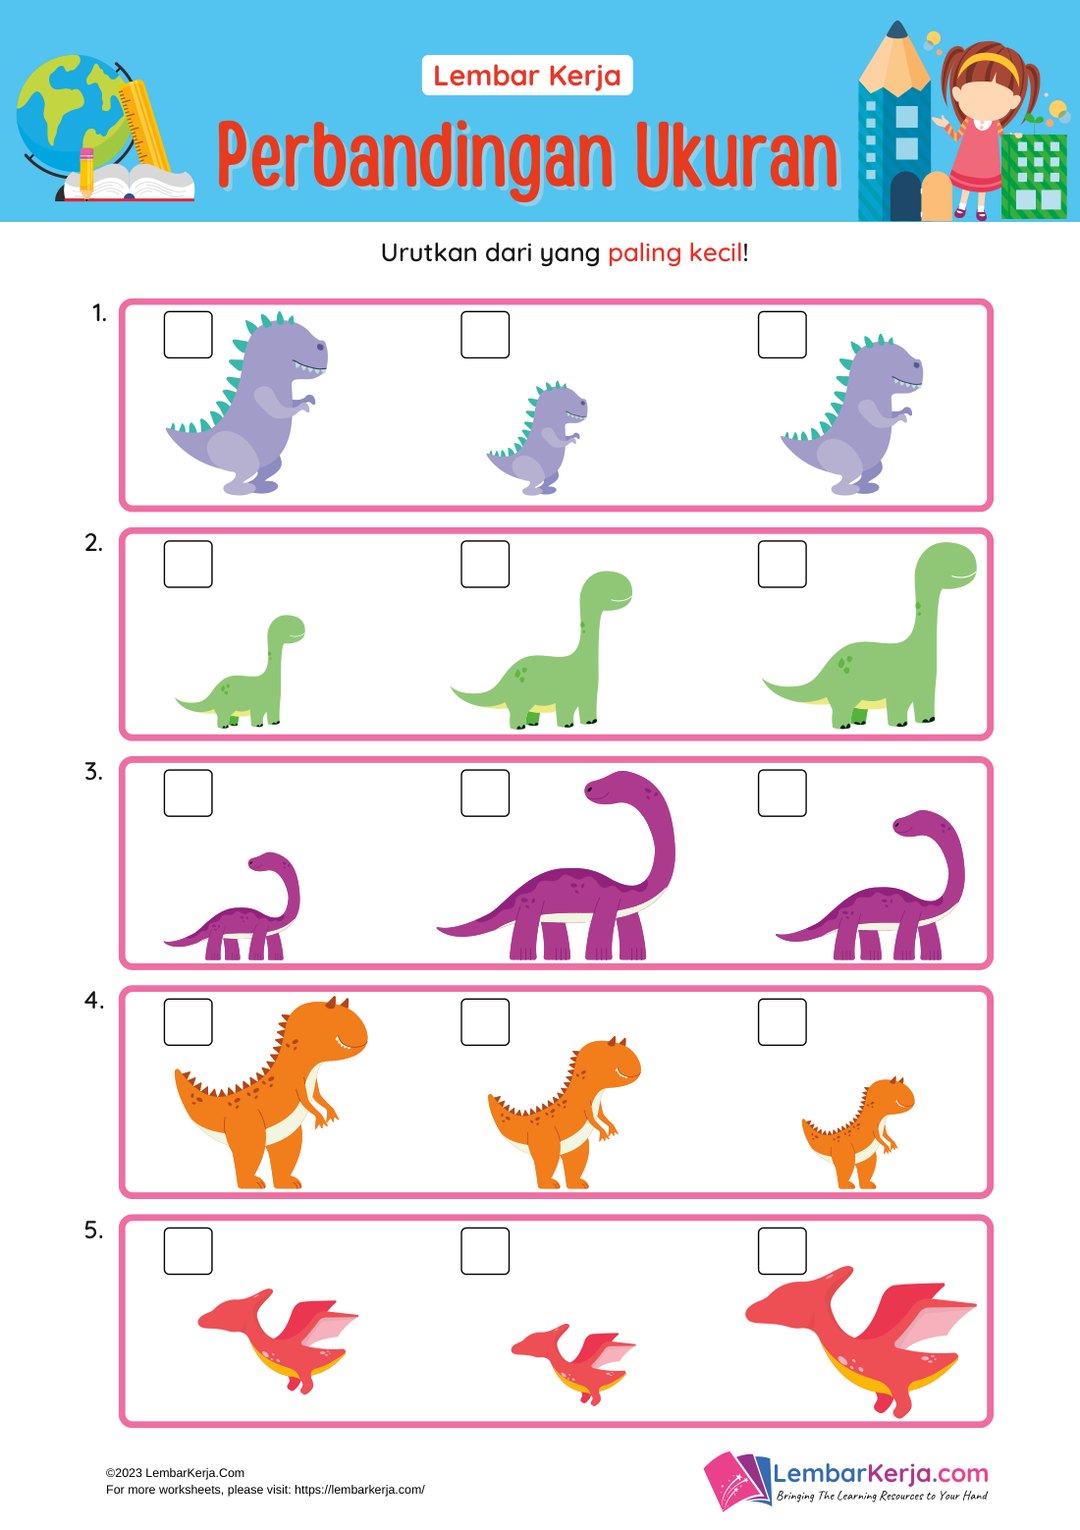 Lembar Kerja
Perbandingan Ukuran
Urutkan dari yang paling kecil!
1.
2.
3.
4.
5.
©2023 LembarKerja.Com
For more worksheets, please visit: https://lembarkerja.com/
LembarKerja.com
Bringing The Learning Resources to Your Hand